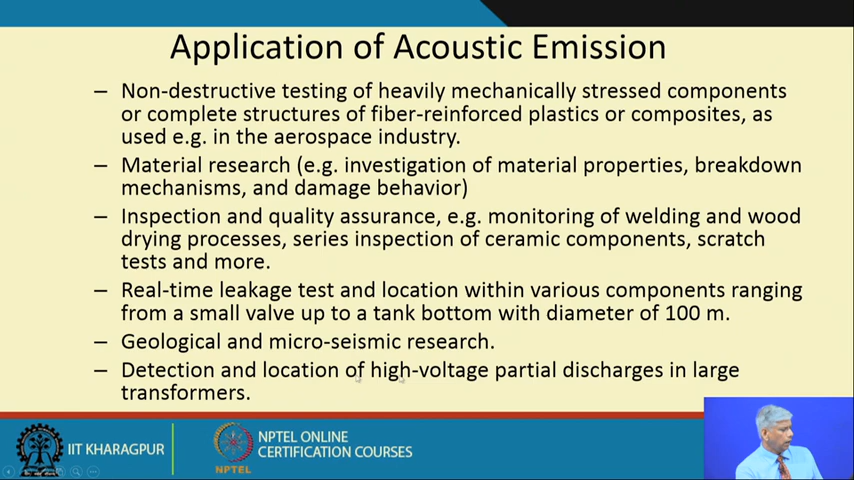 Application of Acoustic Emission
– Non-destructive testing of heavily mechanically stressed components
or complete structures of fiber-reinforced plastics or composites, as
used e.g. in the aerospace industry.
– Material research (e.g. investigation of material properties, breakdown
mechanisms, and damage behavior)
– Inspection and quality assurance, e.g. monitoring of welding and wood
drying processes, series inspection of ceramic components, scratch
tests and more.
– Real-time leakage test and location within various components ranging
from a small valve up to a tank bottom with diameter of 100 m.
– Geological and micro-seismic research.
– Detection and location of high-voltage partial discharges in large
transformers.
IIT KHARAGPUR
NPTEL
NPTEL ONLINE
CERTIFICATION COURSES